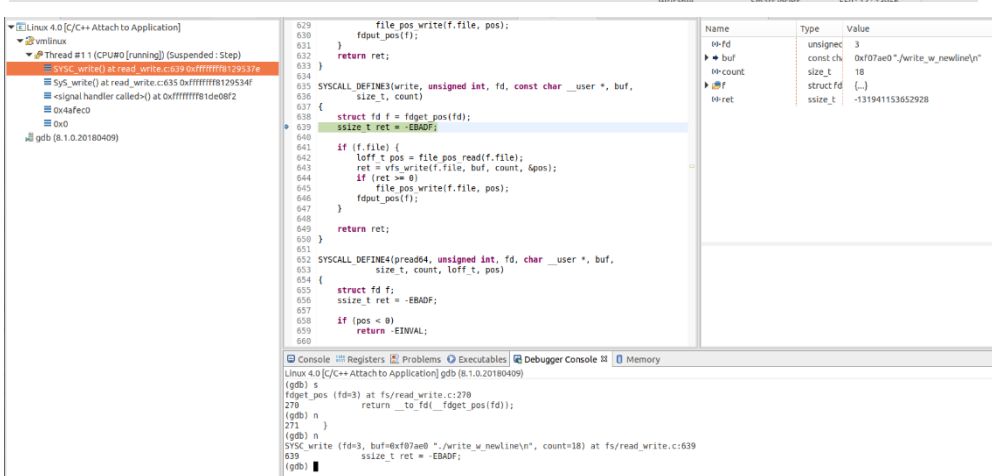 Linux 4.0 [C/C++ Attach to Application]
vmlinux
Thread #1 1 (CPU#0 [running]) (Suspended : Step)
SYSC_write() at read_write.c:639 0xffffffff8129537e
SyS_write() at read_write.c:635 0xffffffff8129534f
<signal handler called>() at 0xffffffff81de08f2
0x4afec0
0x0
gdb (8.1.0.20180409)
629 file_pos_write(f.file, pos);
630 fdput_pos(f);
631 }
632 return ret;
633 }
634
635 SYSCALL_DEFINE3(write, unsigned int, fd, const char __user *, buf,
636 size_t, count)
637 {
638 struct fd f = fdget_pos(fd);
639 ssize_t ret = -EBADF;
640
641 if (f.file) {
642 loff_t pos = file_pos_read(f.file);
643 ret = vfs_write(f.file, buf, count, &pos);
644 if (ret >= 0)
645 file_pos_write(f.file, pos);
646 fdput_pos(f);
647 }
648
649 return ret;
650 }
651
652 SYSCALL_DEFINE4(pread64, unsigned int, fd, char __user *, buf,
653 size_t, count, loff_t, pos)
654 {
655 struct fd f;
656 ssize_t ret = -EBADF;
657
658 if (pos < 0)
659 return -EINVAL;
660
Name Type Value
fd unsigned 3
buf const ch 0xf07ae0 "./write_w_newline\n"
count size_t 18
f struct fd {...}
ret ssize_t -131941153652928
Console Registers Problems Executables Debugger Console Memory
Linux 4.0 [C/C++ Attach to Application] gdb (8.1.0.20180409)
(gdb) s
fdget_pos (fd=3) at fs/read_write.c:270
270 return __to_fd(__fdget_pos(fd));
(gdb) n
271 }
(gdb) n
SYSC_write (fd=3, buf=0xf07ae0 "./write_w_newline\n", count=18) at fs/read_write.c:639
639 ssize_t ret = -EBADF;
(gdb)